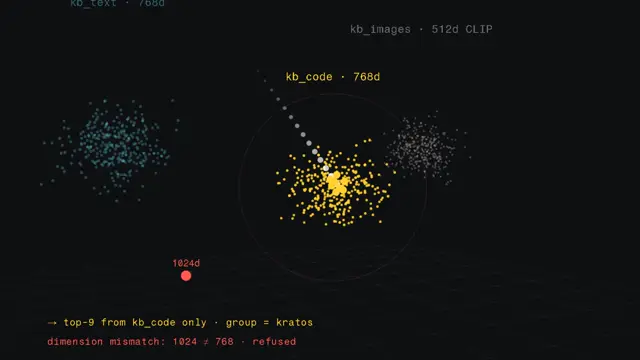 kb_text · 768d
kb_images · 512d CLIP
kb_code · 768d
1024d
→ top-9 from kb_code only · group = kratos
dimension mismatch: 1024 ≠ 768 · refused